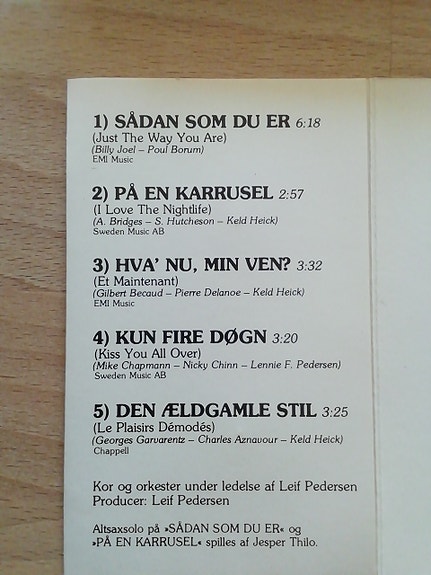 1) SÅDAN SOM DU ER 6:18
(Just The Way You Are)
(Billy Joel – Poul Borum)
EMI Music
2) PÅ EN KARRUSEL 2:57
(I Love The Nightlife)
(A. Bridges – S. Hutcheson – Keld Heick)
Sweden Music AB
3) HVA' NU, MIN VEN? 3:32
(Et Maintenant)
(Gilbert Becaud – Pierre Delanoe – Keld Heick)
EMI Music
4) KUN FIRE DØGN 3:20
(Kiss You All Over)
(Mike Chapmann – Nicky Chinn – Lennie F. Pedersen)
Sweden Music AB
5) DEN ÆLDGAMLE STIL 3:25
(Le Plaisirs Démodés)
(Georges Garvarentz – Charles Aznavour – Keld Heick)
Chappell
Kor og orkester under ledelse af Leif Pedersen
Producer: Leif Pedersen
Altsaxsolo på »SÅDAN SOM DU ER« og
»PÅ EN KARRUSEL« spilles af Jesper Thilo.